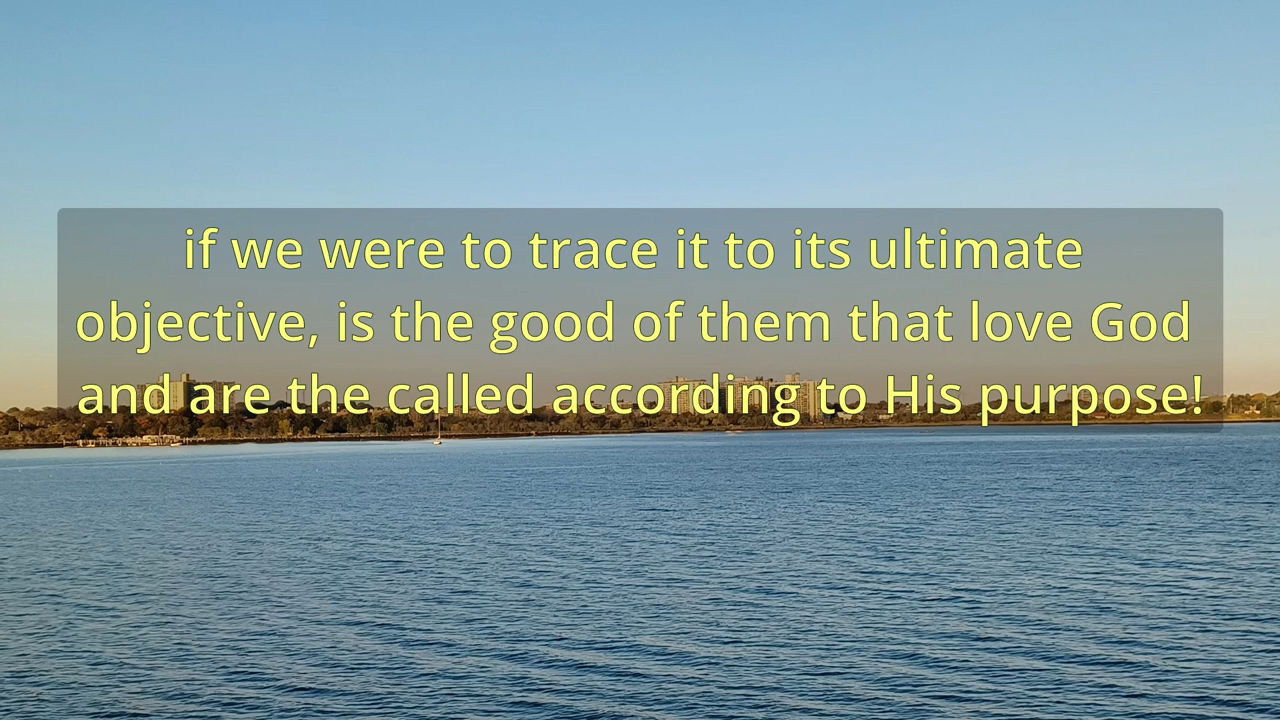 if we were to trace it to its ultimate
objective, is the good of them that love God
and are the called according to His purpose!